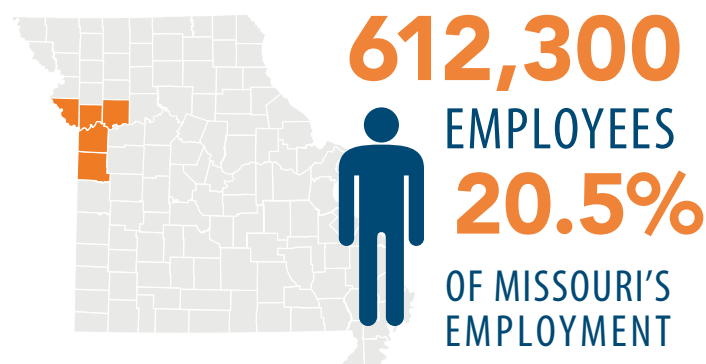 612,300
EMPLOYEES
20.5%
OF MISSOURI’S
EMPLOYMENT